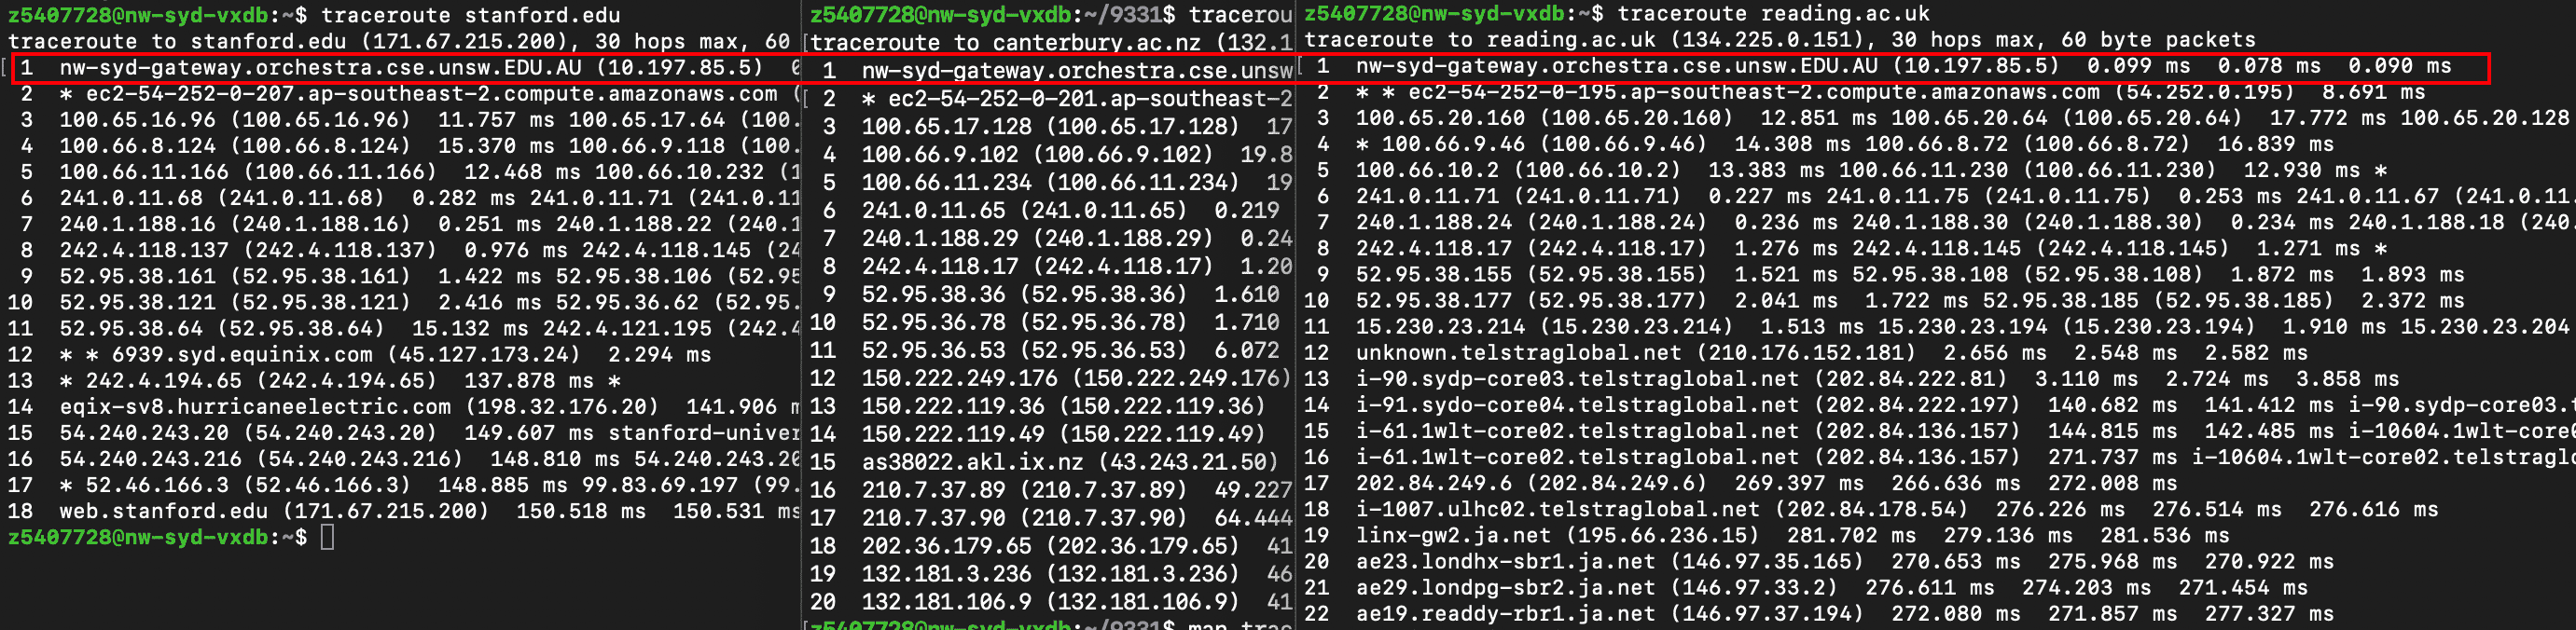 z5407728@nw-syd-vxdb:~$ traceroute stanford.edu
traceroute to stanford.edu (171.67.215.200), 30 hops max, 60
[ 1 nw-syd-gateway.orchestra.cse.unsw.EDU.AU (10.197.85.5) 0
2 * ec2-54-252-0-207.ap-southeast-2.compute.amazonaws.com (
3 100.65.16.96 (100.65.16.96) 11.757 ms 100.65.17.64 (100.
4 100.66.8.124 (100.66.8.124) 15.370 ms 100.66.9.118 (100.
5 100.66.11.166 (100.66.11.166) 12.468 ms 100.66.10.232 (1
6 241.0.11.68 (241.0.11.68) 0.282 ms 241.0.11.71 (241.0.11
7 240.1.188.16 (240.1.188.16) 0.251 ms 240.1.188.22 (240.1
8 242.4.118.137 (242.4.118.137) 0.976 ms 242.4.118.145 (24
9 52.95.38.161 (52.95.38.161) 1.422 ms 52.95.38.106 (52.95
10 52.95.38.121 (52.95.38.121) 2.416 ms 52.95.36.62 (52.95.
11 52.95.38.64 (52.95.38.64) 15.132 ms 242.4.121.195 (242.4
12 * * 6939.syd.equinix.com (45.127.173.24) 2.294 ms
13 * 242.4.194.65 (242.4.194.65) 137.878 ms *
14 eqix-sv8.hurricaneelectric.com (198.32.176.20) 141.906 m
15 54.240.243.20 (54.240.243.20) 149.607 ms stanford-univer
16 54.240.243.216 (54.240.243.216) 148.810 ms 54.240.243.20
17 * 52.46.166.3 (52.46.166.3) 148.885 ms 99.83.69.197 (99.
18 web.stanford.edu (171.67.215.200) 150.518 ms 150.531 ms
z5407728@nw-syd-vxdb:~$
z5407728@nw-syd-vxdb:~/9331$ tracerou
[traceroute to canterbury.ac.nz (132.1
1 nw-syd-gateway.orchestra.cse.unsw
[ 2 * ec2-54-252-0-201.ap-southeast-2
3 100.65.17.128 (100.65.17.128) 17
4 100.66.9.102 (100.66.9.102) 19.8
5 100.66.11.234 (100.66.11.234) 19
6 241.0.11.65 (241.0.11.65) 0.219
7 240.1.188.29 (240.1.188.29) 0.24
8 242.4.118.17 (242.4.118.17) 1.20
9 52.95.38.36 (52.95.38.36) 1.610
10 52.95.36.78 (52.95.36.78) 1.710
11 52.95.36.53 (52.95.36.53) 6.072
12 150.222.249.176 (150.222.249.176)
13 150.222.119.36 (150.222.119.36)
14 150.222.119.49 (150.222.119.49)
15 as38022.akl.ix.nz (43.243.21.50)
16 210.7.37.89 (210.7.37.89) 49.227
17 210.7.37.90 (210.7.37.90) 64.444
18 202.36.179.65 (202.36.179.65) 41
19 132.181.3.236 (132.181.3.236) 46
20 132.181.106.9 (132.181.106.9) 41
[z5407728@nw-syd-vxdb:~/9331$ man trac
z5407728@nw-syd-vxdb:~$ traceroute reading.ac.uk
traceroute to reading.ac.uk (134.225.0.151), 30 hops max, 60 byte packets
[ 1 nw-syd-gateway.orchestra.cse.unsw.EDU.AU (10.197.85.5) 0.099 ms 0.078 ms 0.090 ms
2 * * ec2-54-252-0-195.ap-southeast-2.compute.amazonaws.com (54.252.0.195) 8.691 ms
3 100.65.20.160 (100.65.20.160) 12.851 ms 100.65.20.64 (100.65.20.64) 17.772 ms 100.65.20.128
4 * 100.66.9.46 (100.66.9.46) 14.308 ms 100.66.8.72 (100.66.8.72) 16.839 ms
5 100.66.10.2 (100.66.10.2) 13.383 ms 100.66.11.230 (100.66.11.230) 12.930 ms *
6 241.0.11.71 (241.0.11.71) 0.227 ms 241.0.11.75 (241.0.11.75) 0.253 ms 241.0.11.67 (241.0.11.
7 240.1.188.24 (240.1.188.24) 0.236 ms 240.1.188.30 (240.1.188.30) 0.234 ms 240.1.188.18 (240.
8 242.4.118.17 (242.4.118.17) 1.276 ms 242.4.118.145 (242.4.118.145) 1.271 ms *
9 52.95.38.155 (52.95.38.155) 1.521 ms 52.95.38.108 (52.95.38.108) 1.872 ms 1.893 ms
10 52.95.38.177 (52.95.38.177) 2.041 ms 1.722 ms 52.95.38.185 (52.95.38.185) 2.372 ms
11 15.230.23.214 (15.230.23.214) 1.513 ms 15.230.23.194 (15.230.23.194) 1.910 ms 15.230.23.204
12 unknown.telstraglobal.net (210.176.152.181) 2.656 ms 2.548 ms 2.582 ms
13 i-90.sydp-core03.telstraglobal.net (202.84.222.81) 3.110 ms 2.724 ms 3.858 ms
14 i-91.sydo-core04.telstraglobal.net (202.84.222.197) 140.682 ms 141.412 ms i-90.sydp-core03.t
15 i-61.1wlt-core02.telstraglobal.net (202.84.136.157) 144.815 ms 142.485 ms i-10604.1wlt-core0
16 i-61.1wlt-core02.telstraglobal.net (202.84.136.157) 271.737 ms i-10604.1wlt-core02.telstraglo
17 202.84.249.6 (202.84.249.6) 269.397 ms 266.636 ms 272.008 ms
18 i-1007.ulhc02.telstraglobal.net (202.84.178.54) 276.226 ms 276.514 ms 276.616 ms
19 linx-gw2.ja.net (195.66.236.15) 281.702 ms 279.136 ms 281.536 ms
20 ae23.londhx-sbr1.ja.net (146.97.35.165) 270.653 ms 275.968 ms 270.922 ms
21 ae29.londpg-sbr2.ja.net (146.97.33.2) 276.611 ms 274.203 ms 271.454 ms
22 ae19.readdy-rbr1.ja.net (146.97.37.194) 272.080 ms 271.857 ms 277.327 ms